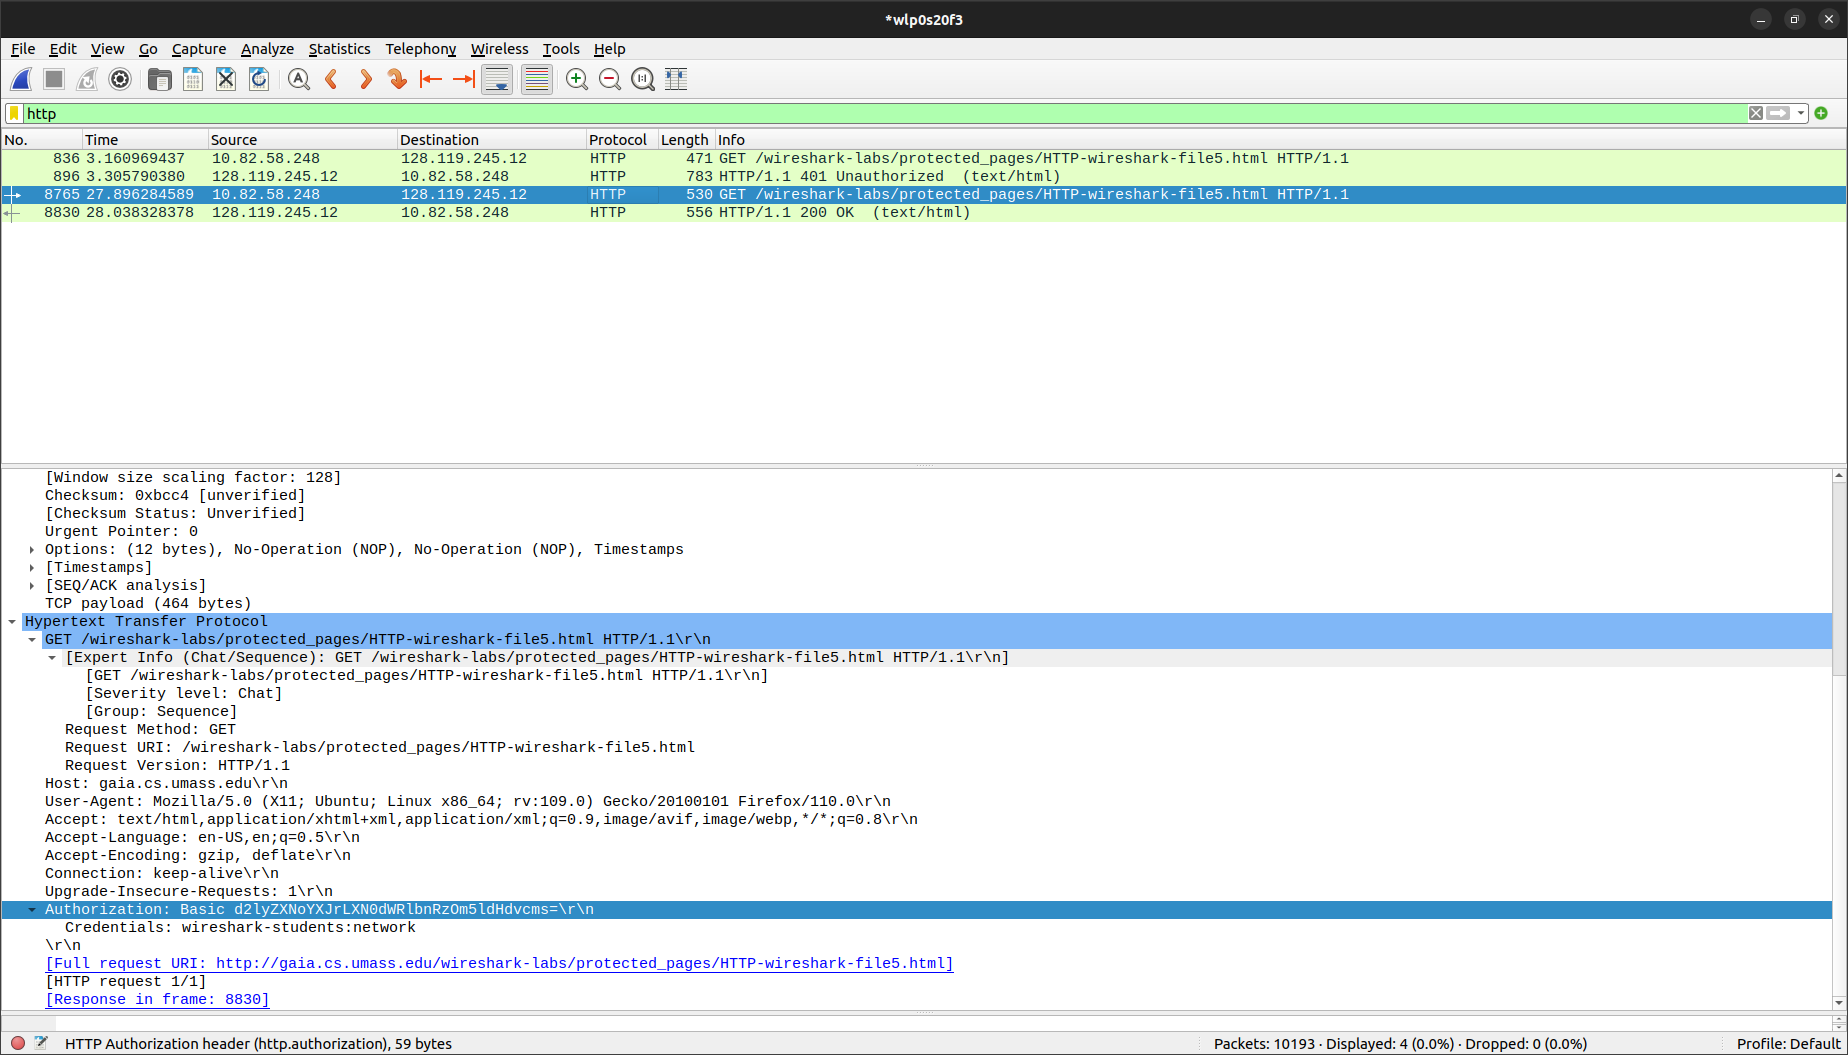 *wlp0s20f3
File Edit View Go Capture Analyze Statistics Telephony Wireless Tools Help
http
No. Time Source Destination Protocol Length Info
836 3.160969437 10.82.58.248 128.119.245.12 HTTP 471 GET /wireshark-labs/protected_pages/HTTP-wireshark-file5.html HTTP/1.1
896 3.305790380 128.119.245.12 10.82.58.248 HTTP 783 HTTP/1.1 401 Unauthorized (text/html)
8765 27.896284589 10.82.58.248 128.119.245.12 HTTP 530 GET /wireshark-labs/protected_pages/HTTP-wireshark-file5.html HTTP/1.1
8830 28.038328378 128.119.245.12 10.82.58.248 HTTP 556 HTTP/1.1 200 OK (text/html)
[Window size scaling factor: 128]
Checksum: 0xbcc4 [unverified]
[Checksum Status: Unverified]
Urgent Pointer: 0
Options: (12 bytes), No-Operation (NOP), No-Operation (NOP), Timestamps
[Timestamps]
[SEQ/ACK analysis]
TCP payload (464 bytes)
Hypertext Transfer Protocol
GET /wireshark-labs/protected_pages/HTTP-wireshark-file5.html HTTP/1.1\r\n
[Expert Info (Chat/Sequence): GET /wireshark-labs/protected_pages/HTTP-wireshark-file5.html HTTP/1.1\r\n]
[GET /wireshark-labs/protected_pages/HTTP-wireshark-file5.html HTTP/1.1\r\n]
[Severity level: Chat]
[Group: Sequence]
Request Method: GET
Request URI: /wireshark-labs/protected_pages/HTTP-wireshark-file5.html
Request Version: HTTP/1.1
Host: gaia.cs.umass.edu\r\n
User-Agent: Mozilla/5.0 (X11; Ubuntu; Linux x86_64; rv:109.0) Gecko/20100101 Firefox/110.0\r\n
Accept: text/html,application/xhtml+xml,application/xml;q=0.9,image/avif,image/webp,*/*;q=0.8\r\n
Accept-Language: en-US,en;q=0.5\r\n
Accept-Encoding: gzip, deflate\r\n
Connection: keep-alive\r\n
Upgrade-Insecure-Requests: 1\r\n
Authorization: Basic d2lyZXNoYXJrLXN0dWRlbnRzOm5ldHdvcms=\r\n
Credentials: wireshark-students:network
\r\n
[Full request URI: http://gaia.cs.umass.edu/wireshark-labs/protected_pages/HTTP-wireshark-file5.html]
[HTTP request 1/1]
[Response in frame: 8830]
HTTP Authorization header (http.authorization), 59 bytes
Packets: 10193 · Displayed: 4 (0.0%) · Dropped: 0 (0.0%)
Profile: Default